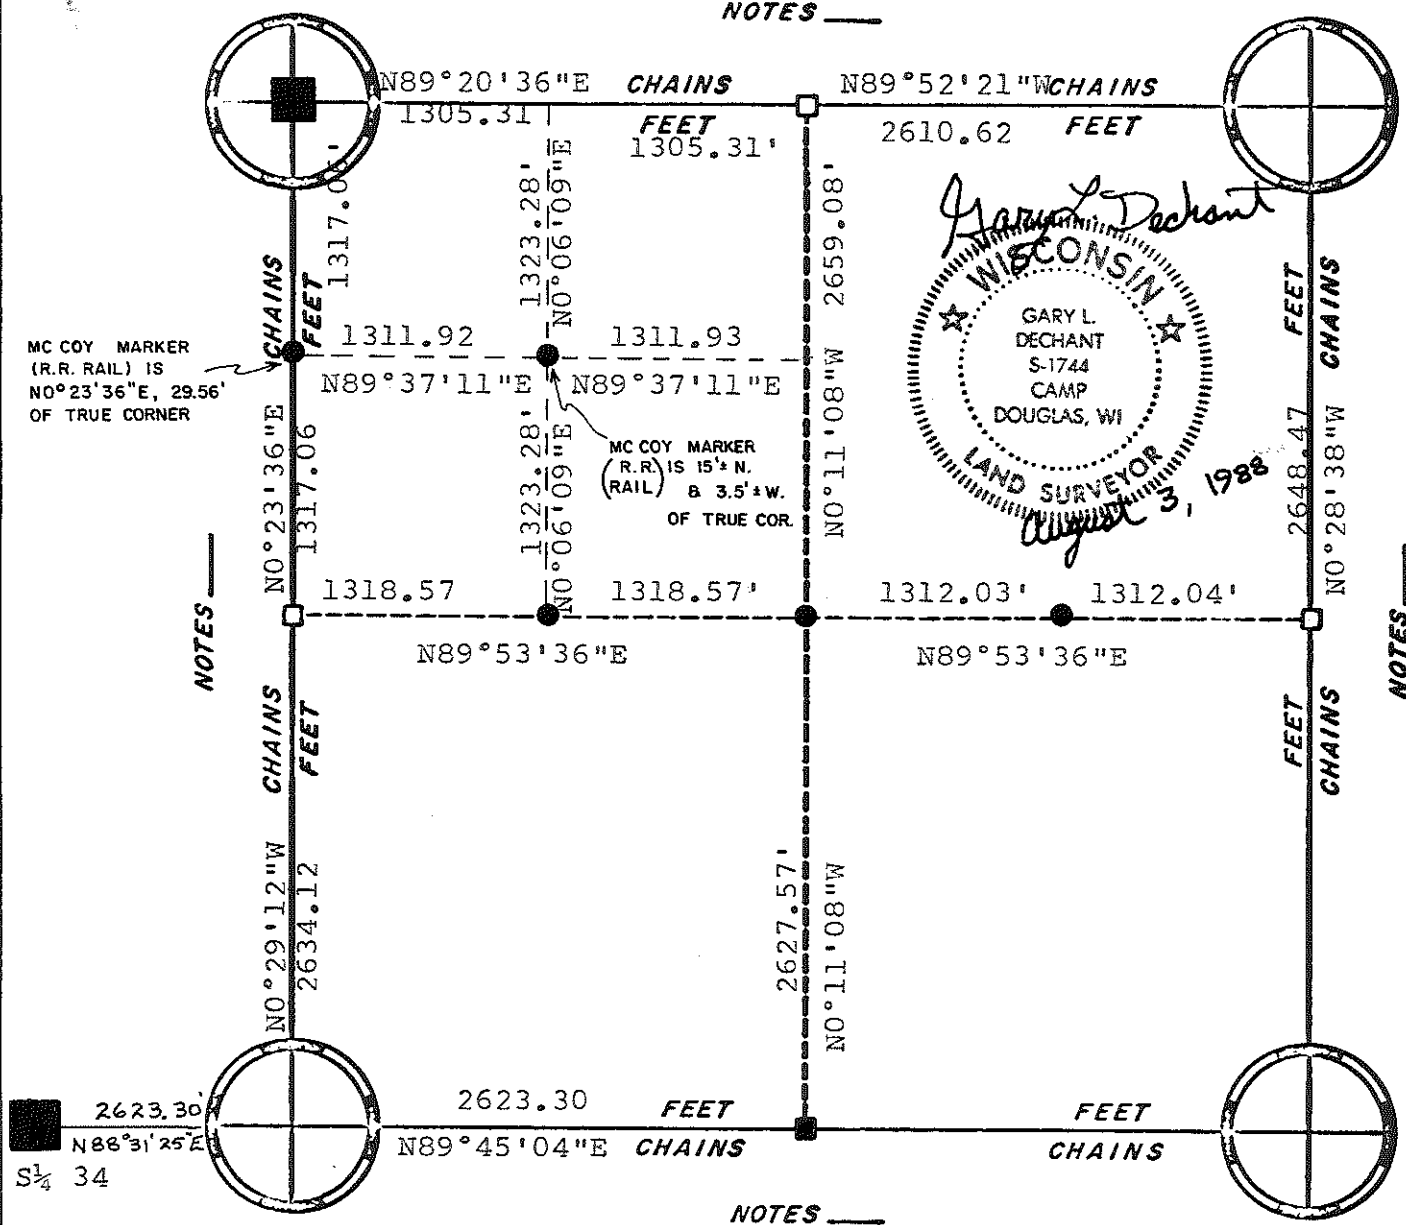 NOTES
N89°20'36"E CHAINS N89°52'21"W CHAINS
1305.31 FEET 2610.62 FEET
1305.31'
1317.06'
1323.28'
N0°06'09"E
2659.08'
Gary L. Dechant
WISCONSIN
GARY L.
DECHANT
S-1744
CAMP
DOUGLAS, WI
LAND SURVEYOR
August 3, 1988
CHAINS
FEET
FEET
CHAINS
MC COY MARKER
(R.R. RAIL) IS
N0°23'36"E, 29.56'
OF TRUE CORNER
1311.92 1311.93
N89°37'11"E N89°37'11"E
MC COY MARKER
(R.R. RAIL) IS 15'± N.
& 3.5'±W.
OF TRUE COR.
N0°23'36"E
1317.06
1323.28'
N0°06'09"E
N0°11'08"W
2648.47
N0°28'38"W
NOTES
NOTES
1318.57 1318.57' 1312.03' 1312.04'
N89°53'36"E N89°53'36"E
CHAINS
FEET
FEET
CHAINS
N0°29'12"W
2634.12
2627.57'
N0°11'08"W
2623.30'
N88°31'25"E
S¼ 34
2623.30 FEET FEET
N89°45'04"E CHAINS CHAINS
NOTES